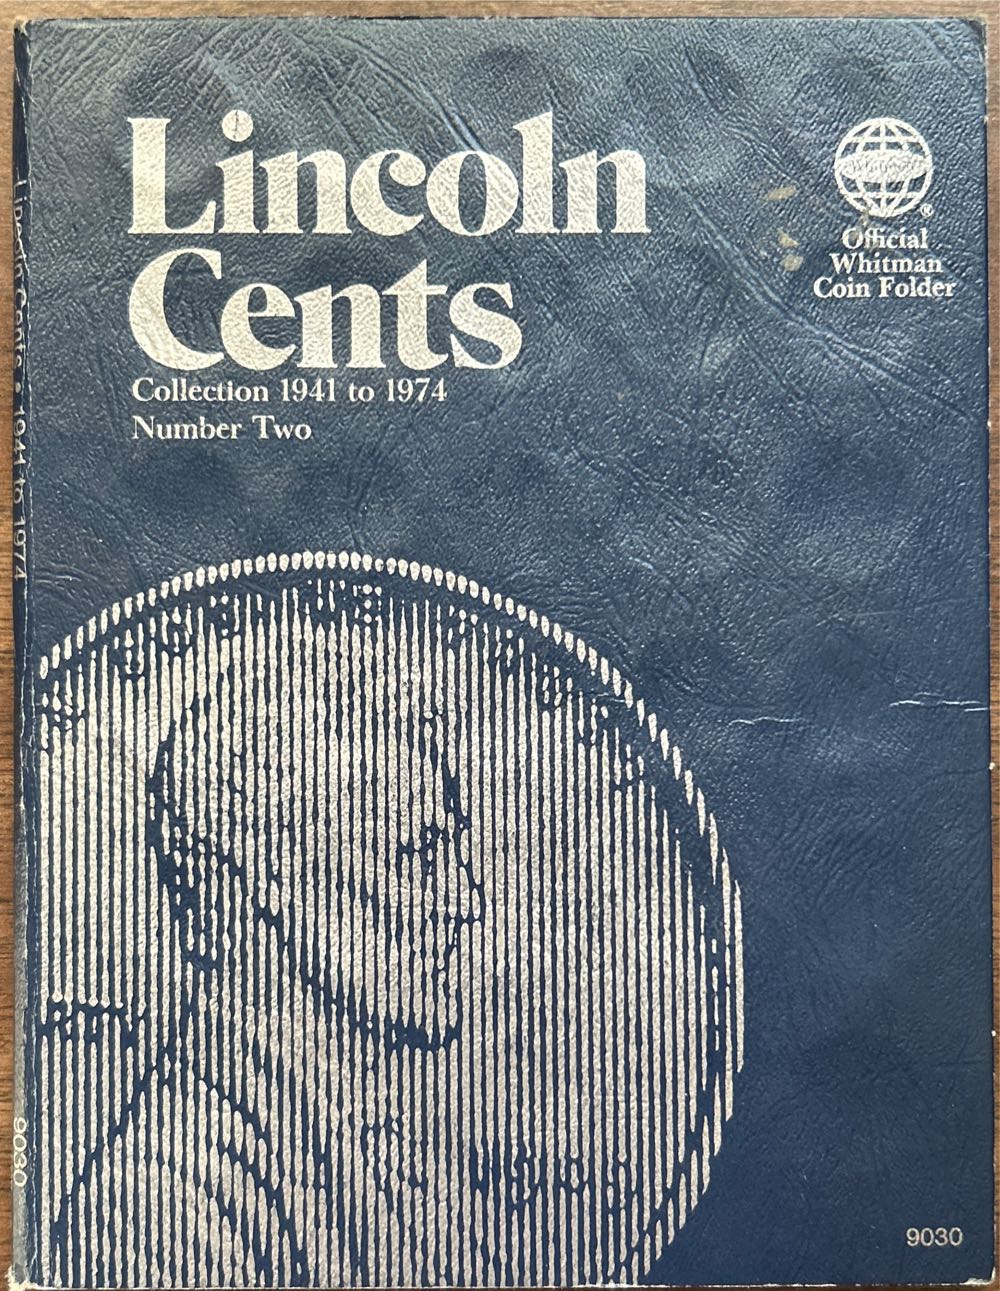 Lincoln
Cents
Collection 1941 to 1974
Number Two
Whitman
®
Official
Whitman
Coin Folder
Lincoln Cents • 1941 to 1974
9030
9030